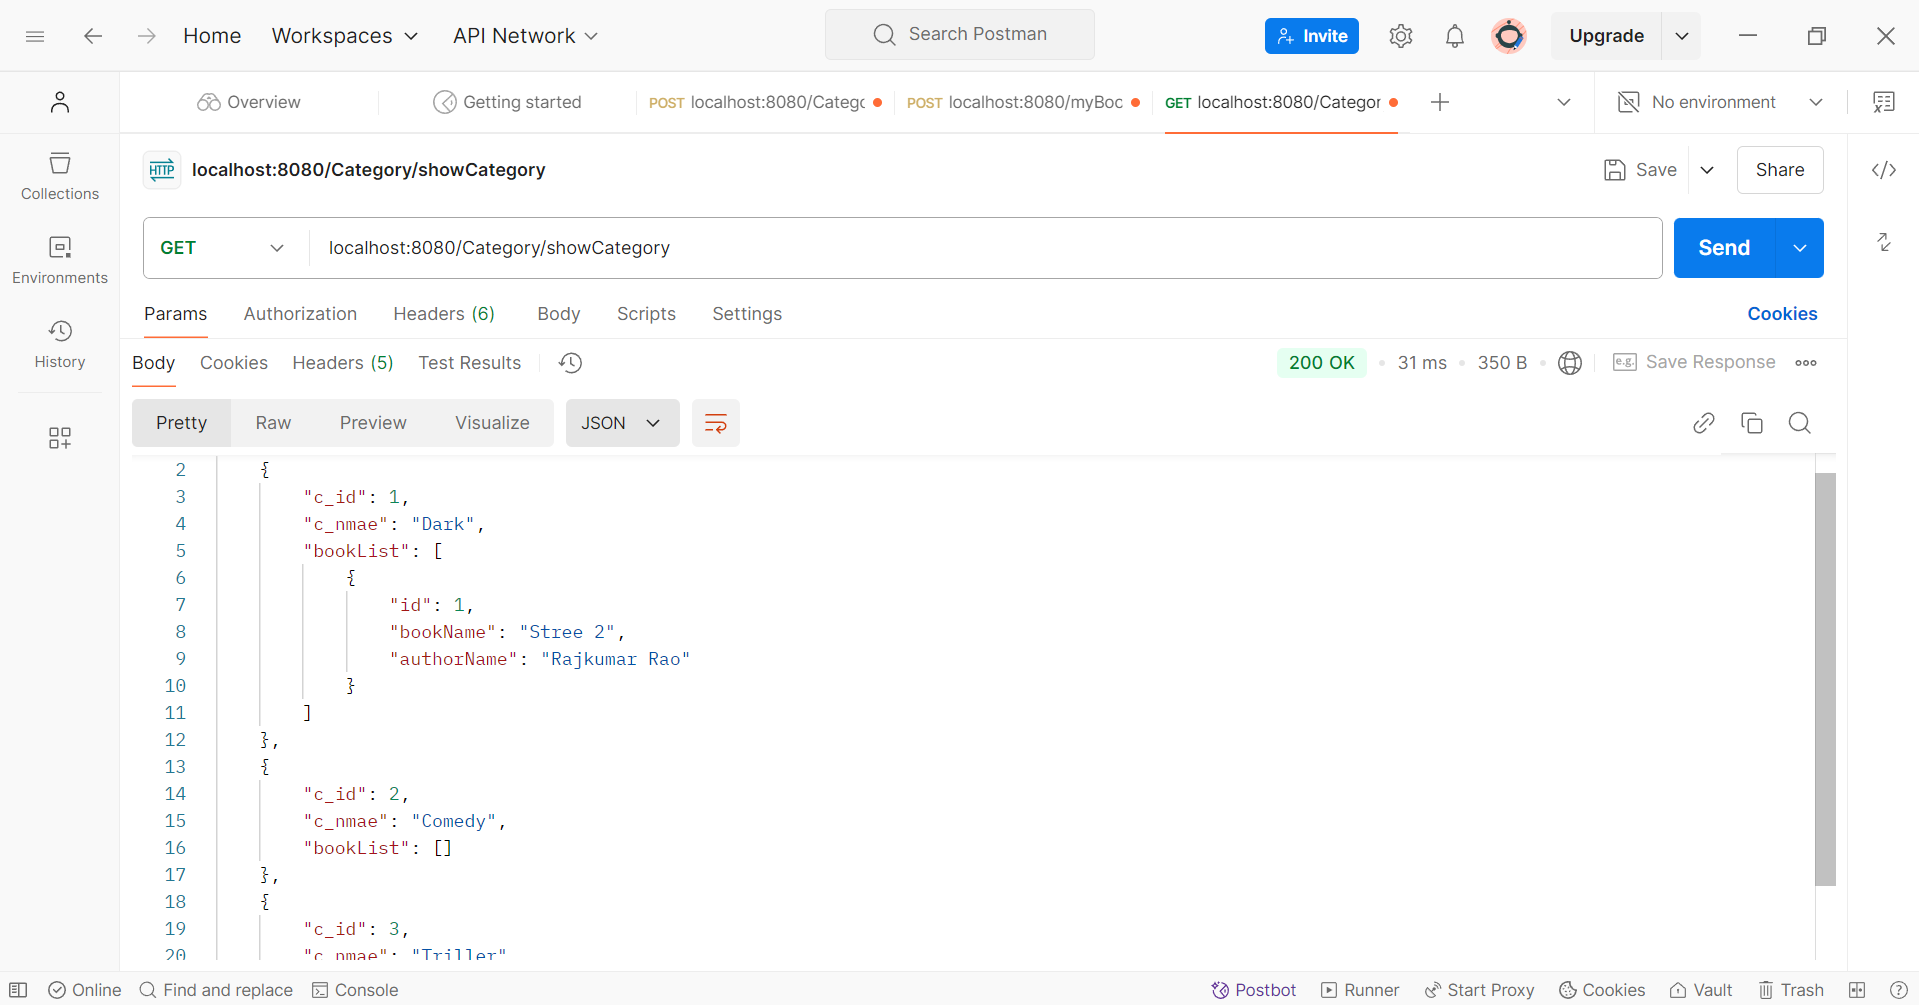 Home Workspaces API Network Search Postman Invite Upgrade
Overview Getting started POST localhost:8080/Catego POST localhost:8080/myBoc GET localhost:8080/Categor No environment
HTTP localhost:8080/Category/showCategory Save Share
Collections
GET localhost:8080/Category/showCategory Send
Environments
Params Authorization Headers (6) Body Scripts Settings Cookies
History
Body Cookies Headers (5) Test Results 200 OK 31 ms 350 B e.g. Save Response
Pretty Raw Preview Visualize JSON
2 {
3 "c_id": 1,
4 "c_nmae": "Dark",
5 "bookList": [
6 {
7 "id": 1,
8 "bookName": "Stree 2",
9 "authorName": "Rajkumar Rao"
10 }
11 ]
12 },
13 {
14 "c_id": 2,
15 "c_nmae": "Comedy",
16 "bookList": []
17 },
18 {
19 "c_id": 3,
20 "c_nmae": "Triller"
Online Find and replace Console Postbot Runner Start Proxy Cookies Vault Trash